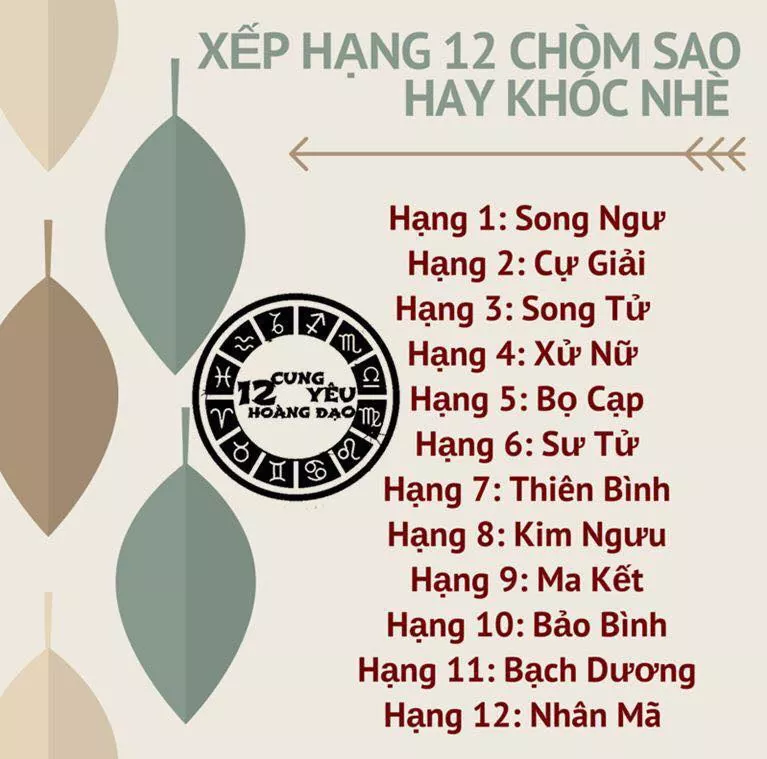 XẾP HẠNG 12 CHÒM SAO
HAY KHÓC NHÈ
Hạng 1: Song Ngư
Hạng 2: Cự Giải
Hạng 3: Song Tử
Hạng 4: Xử Nữ
Hạng 5: Bọ Cạp
Hạng 6: Sư Tử
Hạng 7: Thiên Bình
Hạng 8: Kim Ngưu
Hạng 9: Ma Kết
Hạng 10: Bảo Bình
Hạng 11: Bạch Dương
Hạng 12: Nhân Mã
12 CUNG YÊU
HOÀNG ĐẠO